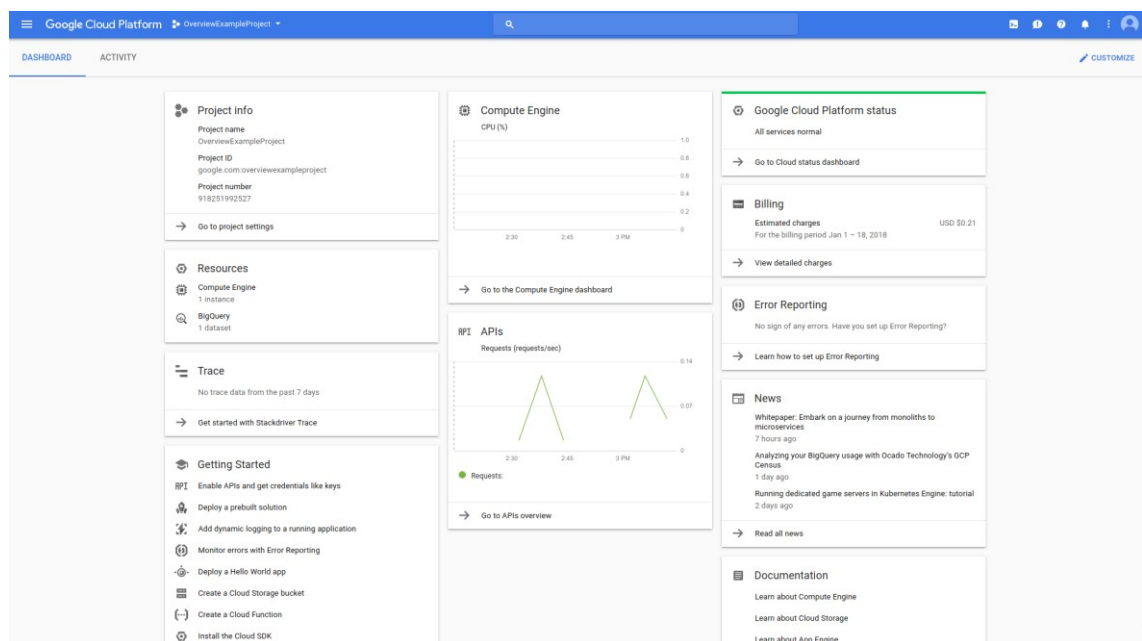 Google Cloud Platform OverviewExampleProject
DASHBOARD ACTIVITY CUSTOMIZE
Project info
Project name
OverviewExampleProject
Project ID
google.com:overviewexampleproject
Project number
918251992527
Go to project settings
Resources
Compute Engine
1 instance
BigQuery
1 dataset
Trace
No trace data from the past 7 days
Get started with Stackdriver Trace
Getting Started
API Enable APIs and get credentials like keys
Deploy a prebuilt solution
Add dynamic logging to a running application
Monitor errors with Error Reporting
Deploy a Hello World app
Create a Cloud Storage bucket
Create a Cloud Function
Install the Cloud SDK
Compute Engine
CPU (%)
1.0
0.8
0.6
0.4
0.2
0
2:30 2:45 3 PM
Go to the Compute Engine dashboard
API APIs
Requests (requests/sec)
0.14
0.07
0
2:30 2:45 3 PM
Requests:
Go to APIs overview
Google Cloud Platform status
All services normal
Go to Cloud status dashboard
Billing
Estimated charges USD $0.21
For the billing period Jan 1 – 18, 2018
View detailed charges
Error Reporting
No sign of any errors. Have you set up Error Reporting?
Learn how to set up Error Reporting
News
Whitepaper: Embark on a journey from monoliths to
microservices
7 hours ago
Analyzing your BigQuery usage with Ocado Technology's GCP
Census
1 day ago
Running dedicated game servers in Kubernetes Engine: tutorial
2 days ago
Read all news
Documentation
Learn about Compute Engine
Learn about Cloud Storage
Learn about App Engine